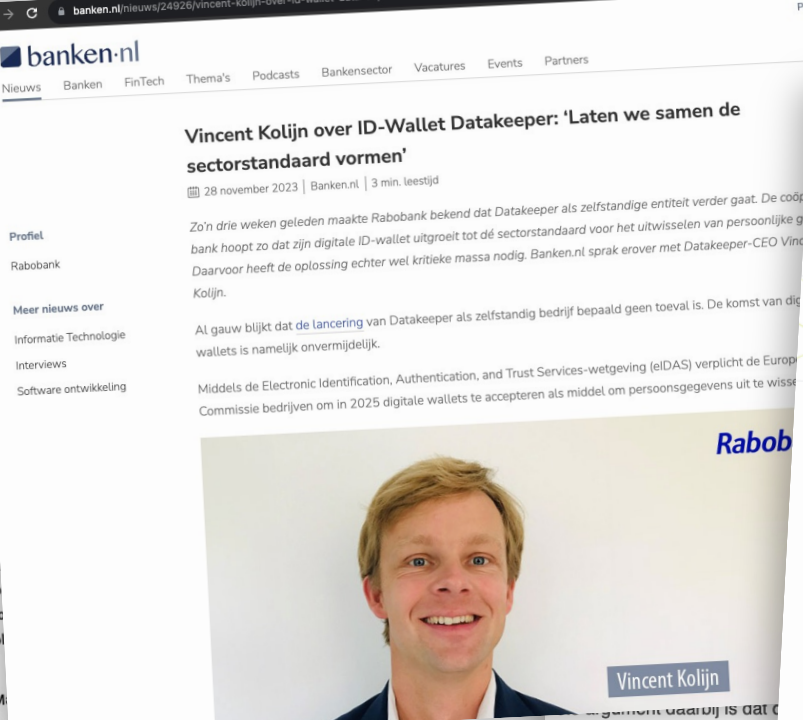 banken.nl/nieuws/24926/vincent-kolijn-over-id-wallet
banken·nl
Nieuws Banken FinTech Thema's Podcasts Bankensector Vacatures Events Partners
Vincent Kolijn over ID-Wallet Datakeeper: ‘Laten we samen de
sectorstandaard vormen’
28 november 2023 | Banken.nl | 3 min. leestijd
Profiel
Rabobank
Meer nieuws over
Informatie Technologie
Interviews
Software ontwikkeling
Zo’n drie weken geleden maakte Rabobank bekend dat Datakeeper als zelfstandige entiteit verder gaat. De coöp
bank hoopt zo dat zijn digitale ID-wallet uitgroeit tot dé sectorstandaard voor het uitwisselen van persoonlijke g
Daarvoor heeft de oplossing echter wel kritieke massa nodig. Banken.nl sprak erover met Datakeeper-CEO Vinc
Kolijn.
Al gauw blijkt dat de lancering van Datakeeper als zelfstandig bedrijf bepaald geen toeval is. De komst van dig
wallets is namelijk onvermijdelijk.
Middels de Electronic Identification, Authentication, and Trust Services-wetgeving (eIDAS) verplicht de Europ
Commissie bedrijven om in 2025 digitale wallets te accepteren als middel om persoonsgegevens uit te wisse
Rabob
Vincent Kolijn
argument daarbij is dat